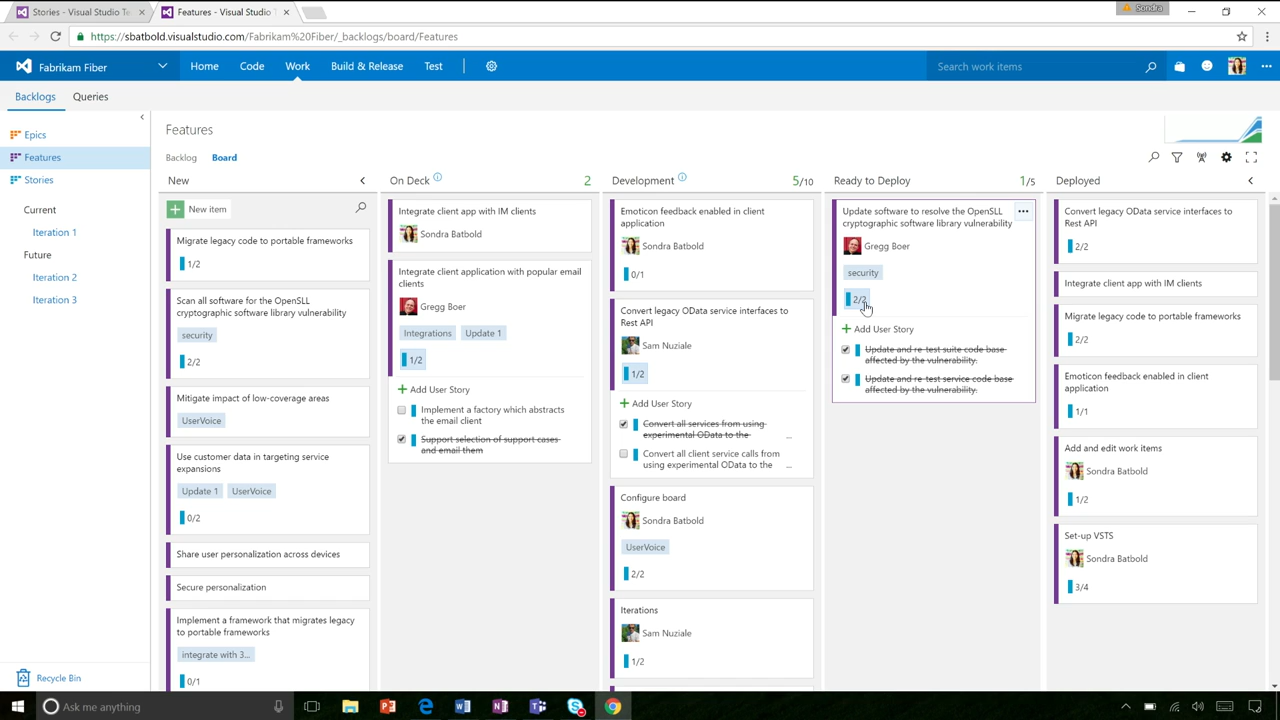 Stories - Visual Studio Te
Features - Visual Studio T
Sondra
https://sbatbold.visualstudio.com/Fabrikam%20Fiber/_backlogs/board/Features
Fabrikam Fiber
Home
Code
Work
Build & Release
Test
Search work items
Backlogs
Queries
Epics
Features
Stories
Current
Iteration 1
Future
Iteration 2
Iteration 3
Recycle Bin
Features
Backlog
Board
New
New item
Migrate legacy code to portable frameworks
1/2
Scan all software for the OpenSLL
cryptographic software library vulnerability
security
2/2
Mitigate impact of low-coverage areas
UserVoice
Use customer data in targeting service
expansions
Update 1
UserVoice
0/2
Share user personalization across devices
Secure personalization
Implement a framework that migrates legacy
to portable frameworks
integrate with 3...
0/1
On Deck
2
Integrate client app with IM clients
Sondra Batbold
Integrate client application with popular email
clients
Gregg Boer
Integrations
Update 1
1/2
Add User Story
Implement a factory which abstracts
the email client
Support selection of support cases
and email them
Development
5/10
Emoticon feedback enabled in client
application
Sondra Batbold
0/1
Convert legacy OData service interfaces to
Rest API
Sam Nuziale
1/2
Add User Story
Convert all services from using
experimental OData to the ...
Convert all client service calls from
using experimental OData to the ...
Configure board
Sondra Batbold
UserVoice
2/2
Iterations
Sam Nuziale
1/2
Ready to Deploy
1/5
Update software to resolve the OpenSLL
cryptographic software library vulnerability
Gregg Boer
security
2/2
Add User Story
Update and re-test suite code base
affected by the vulnerability.
Update and re-test service code base
affected by the vulnerability.
Deployed
Convert legacy OData service interfaces to
Rest API
2/2
Integrate client app with IM clients
Migrate legacy code to portable frameworks
2/2
Emoticon feedback enabled in client
application
1/1
Add and edit work items
Sondra Batbold
1/2
Set-up VSTS
Sondra Batbold
3/4
Ask me anything